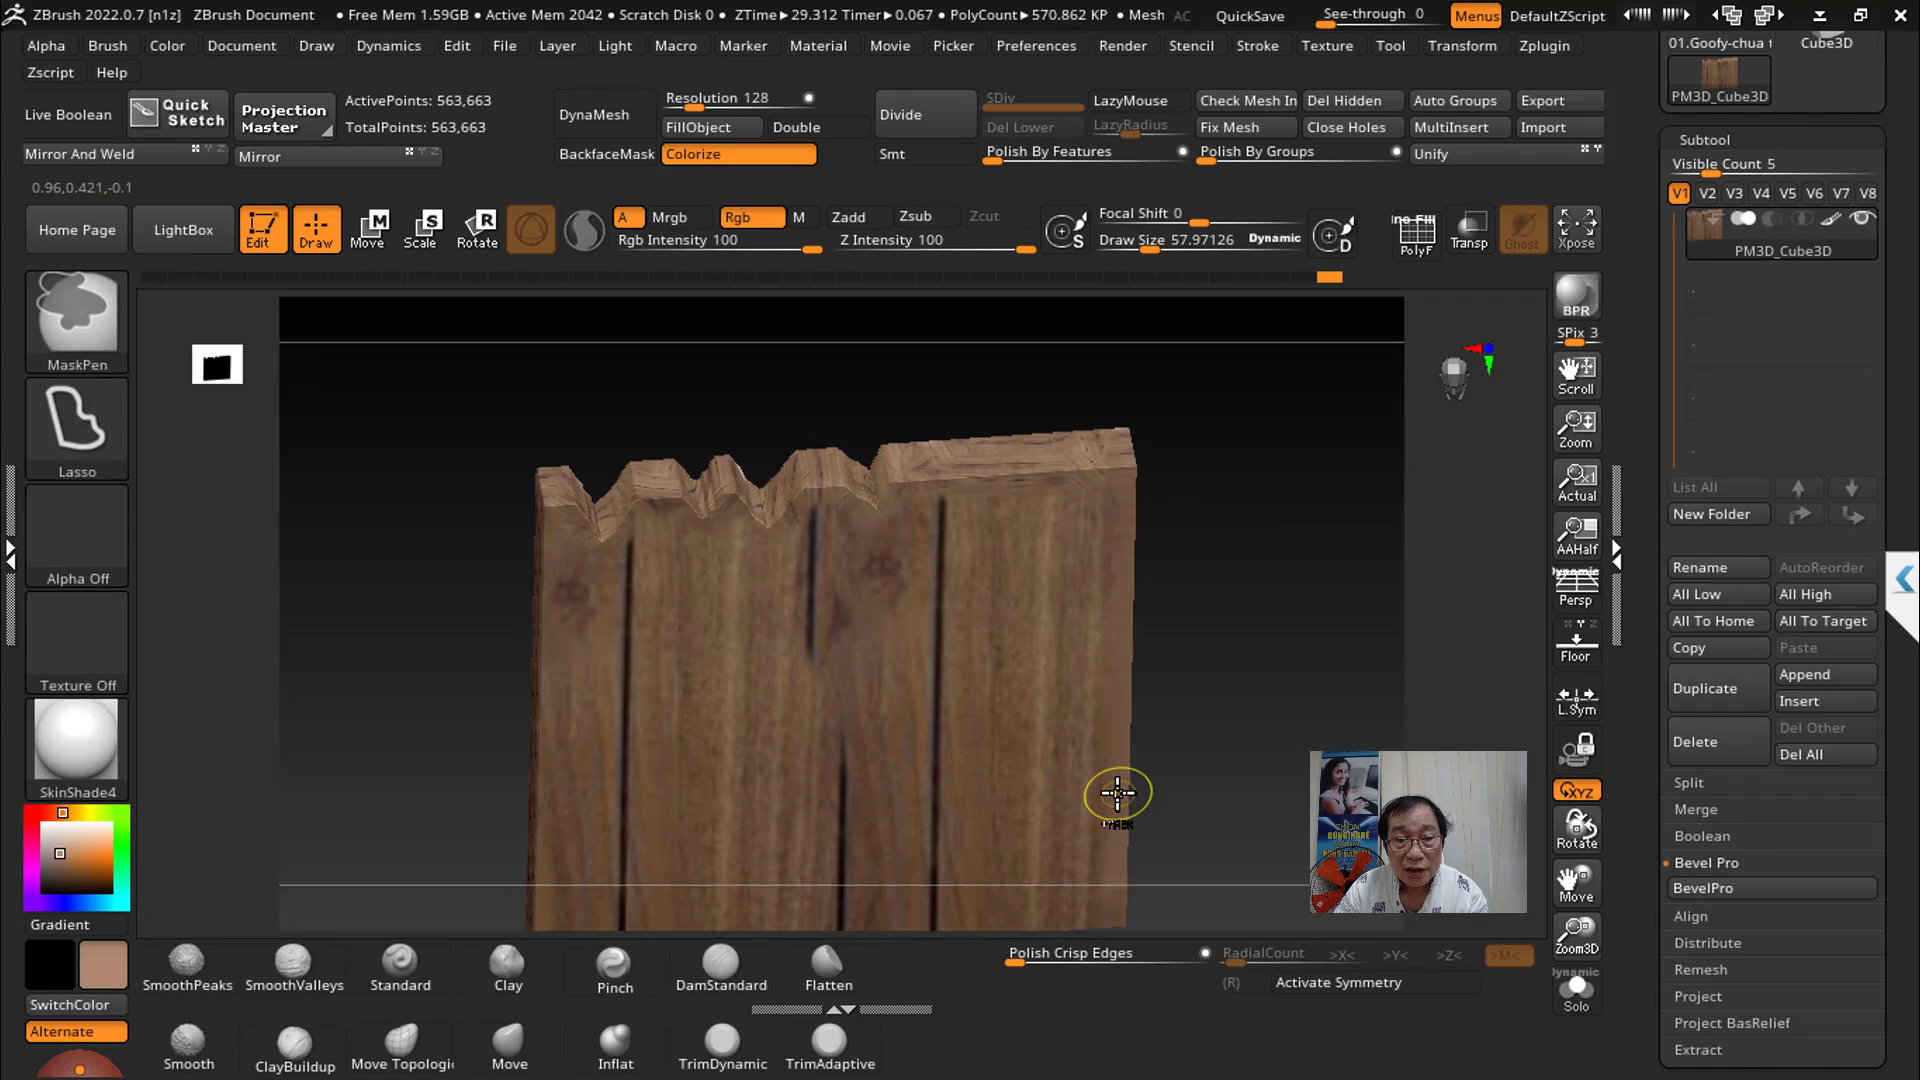 ZBrush 2022.0.7 [n1z] ZBrush Document • Free Mem 1.59GB • Active Mem 2042 • Scratch Disk 0 • ZTime▸29.312 Timer▸0.067 • PolyCount▸570.862 KP • Mesh AC QuickSave See-through 0 Menus DefaultZScript
Alpha Brush Color Document Draw Dynamics Edit File Layer Light Macro Marker Material Movie Picker Preferences Render Stencil Stroke Texture Tool Transform Zplugin
Zscript Help
01.Goofy-chua t Cube3D
PM3D_Cube3D
Live Boolean Quick Sketch Projection Master ActivePoints: 563,663 TotalPoints: 563,663
DynaMesh Resolution 128 FillObject Double BackfaceMask Colorize
Divide Smt SDiv Del Lower LazyMouse LazyRadius
Check Mesh In Del Hidden Auto Groups Export
Fix Mesh Close Holes MultiInsert Import
Mirror And Weld Mirror Polish By Features Polish By Groups Unify
0.96,0.421,-0.1
Home Page LightBox Edit Draw Move Scale Rotate
A Mrgb Rgb M Zadd Zsub Zcut
Rgb Intensity 100 Z Intensity 100
S Focal Shift 0 Draw Size 57.97126 Dynamic D
PolyF Transp Ghost Xpose
Subtool
Visible Count 5
V1 V2 V3 V4 V5 V6 V7 V8
PM3D_Cube3D
MaskPen
Lasso
Alpha Off
Texture Off
SkinShade4
Gradient
SwitchColor
Alternate
BPR
SPix 3
Scroll
Zoom
Actual
AAHalf
Dynamic
Persp
Floor
L.Sym
XYZ
Rotate
Move
Zoom3D
Dynamic
Solo
List All
New Folder
Rename AutoReorder
All Low All High
All To Home All To Target
Copy Paste
Duplicate Append
Insert
Delete Del Other
Del All
Split
Merge
Boolean
Bevel Pro
BevelPro
Align
Distribute
Remesh
Project
Project BasRelief
Extract
SmoothPeaks SmoothValleys Standard Clay Pinch DamStandard Flatten
Polish Crisp Edges RadialCount >X< >Y< >Z< >M<
(R) Activate Symmetry
Smooth ClayBuildup Move Topologic Move Inflat TrimDynamic TrimAdaptive